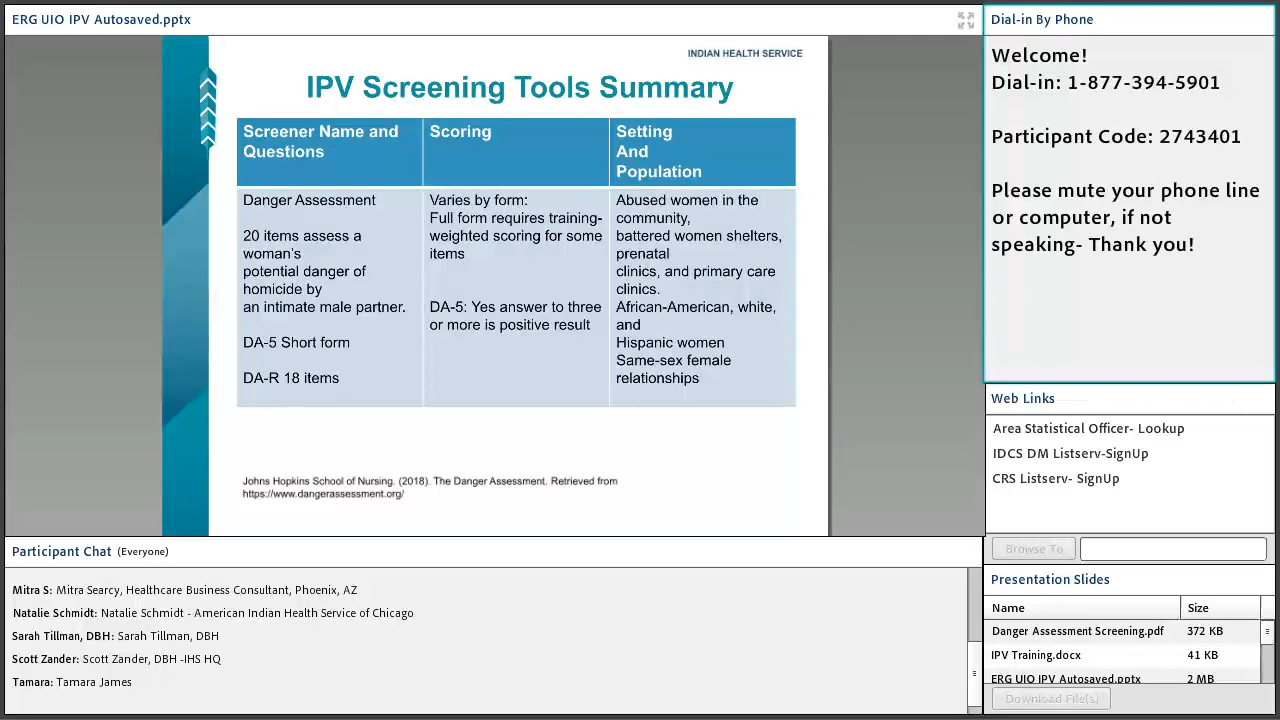 ERG UIO IPV Autosaved.pptx
INDIAN HEALTH SERVICE
IPV Screening Tools Summary
Screener Name and
Questions
Scoring
Setting
And
Population
Danger Assessment
20 items assess a
woman's
potential danger of
homicide by
an intimate male partner.
DA-5 Short form
DA-R 18 items
Varies by form:
Full form requires training-
weighted scoring for some
items
DA-5: Yes answer to three
or more is positive result
Abused women in the
community,
battered women shelters,
prenatal
clinics, and primary care
clinics.
African-American, white,
and
Hispanic women
Same-sex female
relationships
Johns Hopkins School of Nursing. (2018). The Danger Assessment. Retrieved from
https://www.dangerassessment.org/
Participant Chat (Everyone)
Mitra S: Mitra Searcy, Healthcare Business Consultant, Phoenix, AZ
Natalie Schmidt: Natalie Schmidt - American Indian Health Service of Chicago
Sarah Tillman, DBH: Sarah Tillman, DBH
Scott Zander: Scott Zander, DBH -IHS HQ
Tamara: Tamara James
Dial-in By Phone
Welcome!
Dial-in: 1-877-394-5901
Participant Code: 2743401
Please mute your phone line
or computer, if not
speaking- Thank you!
Web Links
Area Statistical Officer- Lookup
IDCS DM Listserv-SignUp
CRS Listserv- SignUp
Browse To
Presentation Slides
Name Size
Danger Assessment Screening.pdf 372 KB
IPV Training.docx 41 KB
ERG UIO IPV Autosaved.pptx 2 MB
Download File(s)